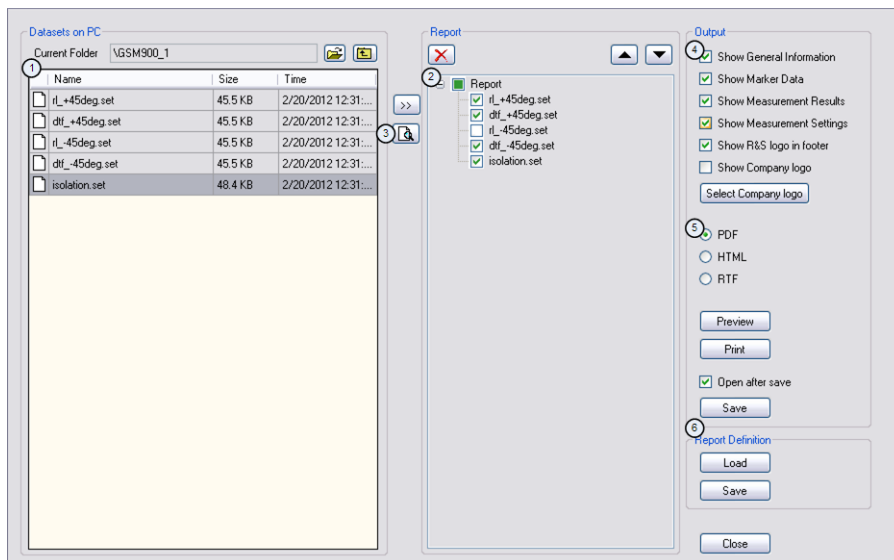 Datasets on PC
Current Folder \GSM900_1
1
Name Size Time
rl_+45deg.set 45.5 KB 2/20/2012 12:31:...
dtf_+45deg.set 45.5 KB 2/20/2012 12:31:...
rl_-45deg.set 45.5 KB 2/20/2012 12:31:...
dtf_-45deg.set 45.5 KB 2/20/2012 12:31:...
isolation.set 48.4 KB 2/20/2012 12:31:...
>>
3
Report
2
Report
rl_+45deg.set
dtf_+45deg.set
rl_-45deg.set
dtf_-45deg.set
isolation.set
Output
4
Show General Information
Show Marker Data
Show Measurement Results
Show Measurement Settings
Show R&S logo in footer
Show Company logo
Select Company logo
5
PDF
HTML
RTF
Preview
Print
Open after save
Save
6
Report Definition
Load
Save
Close